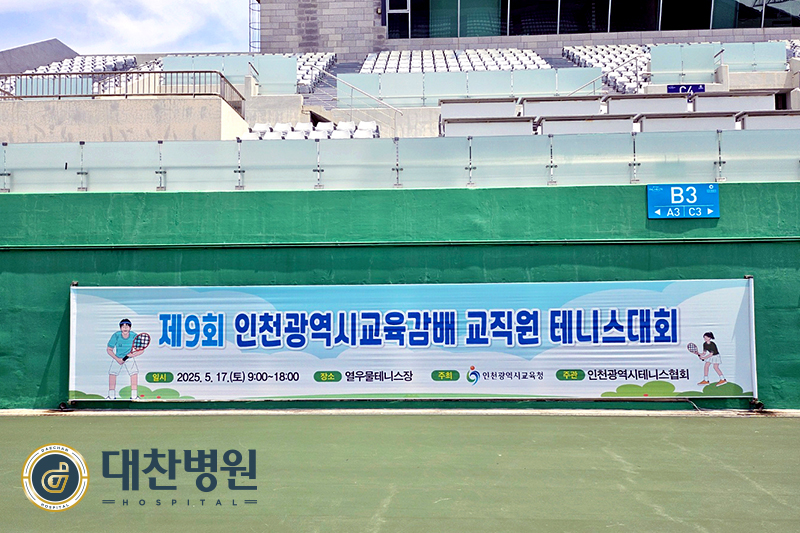 C4
B3
◀ A3 | C3 ▶
제9회 인천광역시교육감배 교직원 테니스대회
일시 2025. 5. 17.(토) 9:00~18:00 장소 열우물테니스장 주최 인천광역시교육청 주관 인천광역시테니스협회
DAECHAN
HOSPITAL
대찬병원
HOSPITAL